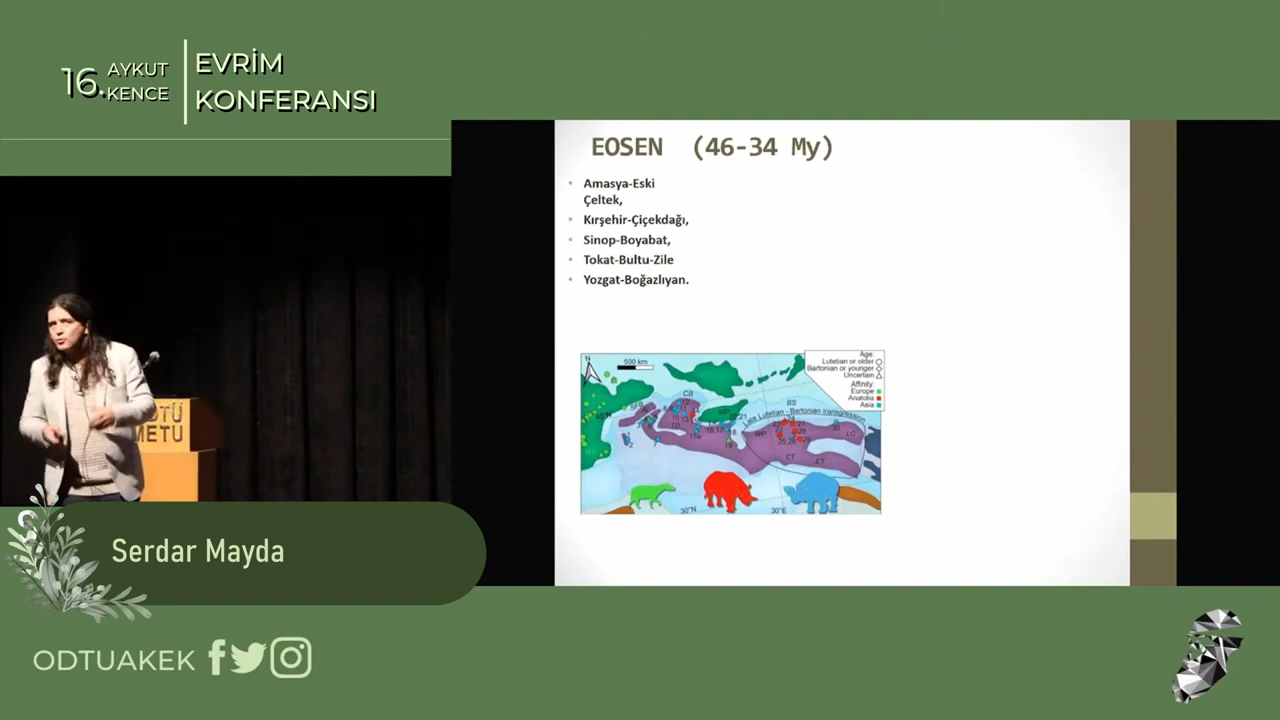 16. AYKUT KENCE
EVRİM
KONFERANSI
EOSEN (46-34 My)
Amasya-Eski
Çeltek,
Kırşehir-Çiçekdağı,
Sinop-Boyabat,
Tokat-Bultu-Zile
Yozgat-Boğazlıyan.
N
500 km
Age:
Lutetian or older
Bartonian or younger
Uncertain
Affinity:
Europe
Anatolia
Asia
CB
BS
Late Lutetian - Bartonian transgression
LC
CT
ET
30°N
30°E
METU
Serdar Mayda
ODTUAKEK